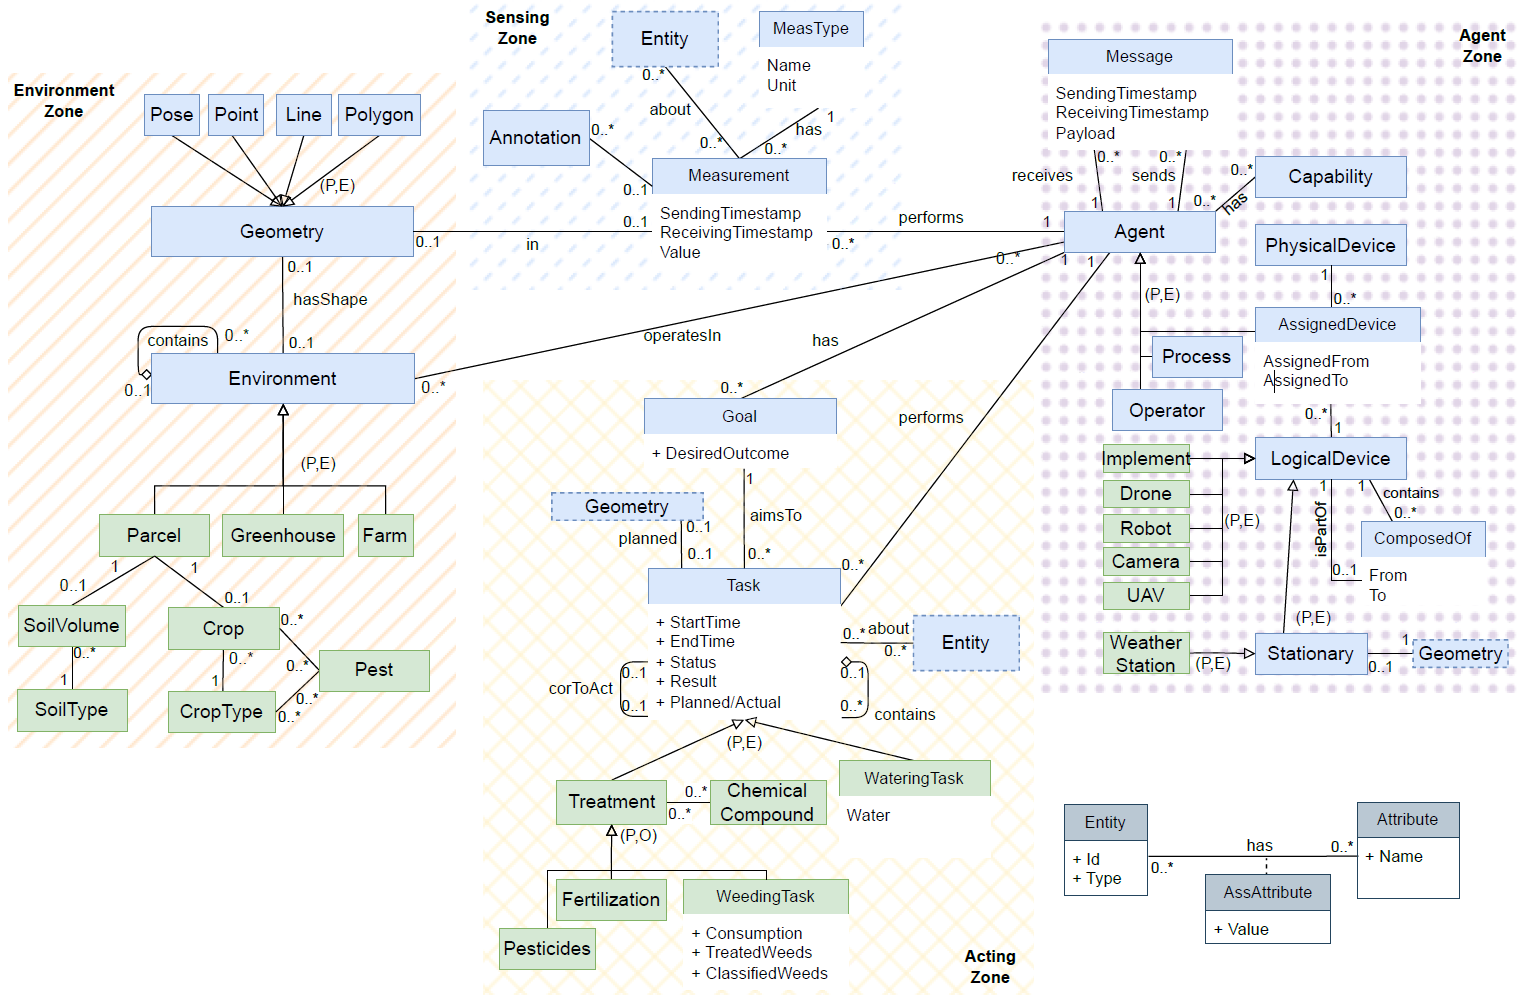 Environment
Zone
Pose
Point
Line
Polygon
(P,E)
Geometry
0..1
0..1
hasShape
0..1
contains
0..*
0..1
Environment
0..*
(P,E)
Parcel
Greenhouse
Farm
1
1
0..1
0..1
SoilVolume
Crop
0..*
0..*
0..*
0..*
Pest
1
1
0..*
0..*
SoilType
CropType
Sensing
Zone
Entity
MeasType
Name
Unit
0..*
about
1
has
0..*
0..*
Annotation
0..*
0..1
Measurement
SendingTimestamp
ReceivingTimestamp
Value
0..1
in
performs
1
0..*
operatesIn
0..*
has
1
1
performs
Agent
Zone
Message
SendingTimestamp
ReceivingTimestamp
Payload
0..*
0..*
receives
sends
1
1
0..*
0..*
has
Capability
Agent
PhysicalDevice
1
0..*
(P,E)
AssignedDevice
AssignedFrom
AssignedTo
Process
Operator
0..*
1
Implement
LogicalDevice
Drone
Robot
Camera
UAV
(P,E)
1
1
isPartOf
contains
0..*
ComposedOf
From
To
0..1
(P,E)
Weather
Station
(P,E)
Stationary
1
0..1
Geometry
0..*
Goal
+ DesiredOutcome
1
aimsTo
0..*
Geometry
0..1
planned
0..1
Task
0..*
+ StartTime
+ EndTime
+ Status
+ Result
+ Planned/Actual
0..*
about
0..*
Entity
corToAct
0..1
0..1
0..1
0..*
contains
(P,E)
Treatment
0..*
0..*
Chemical
Compound
WateringTask
Water
(P,O)
Fertilization
Pesticides
WeedingTask
+ Consumption
+ TreatedWeeds
+ ClassifiedWeeds
Acting
Zone
Entity
+ Id
+ Type
has
0..*
0..*
Attribute
+ Name
AssAttribute
+ Value